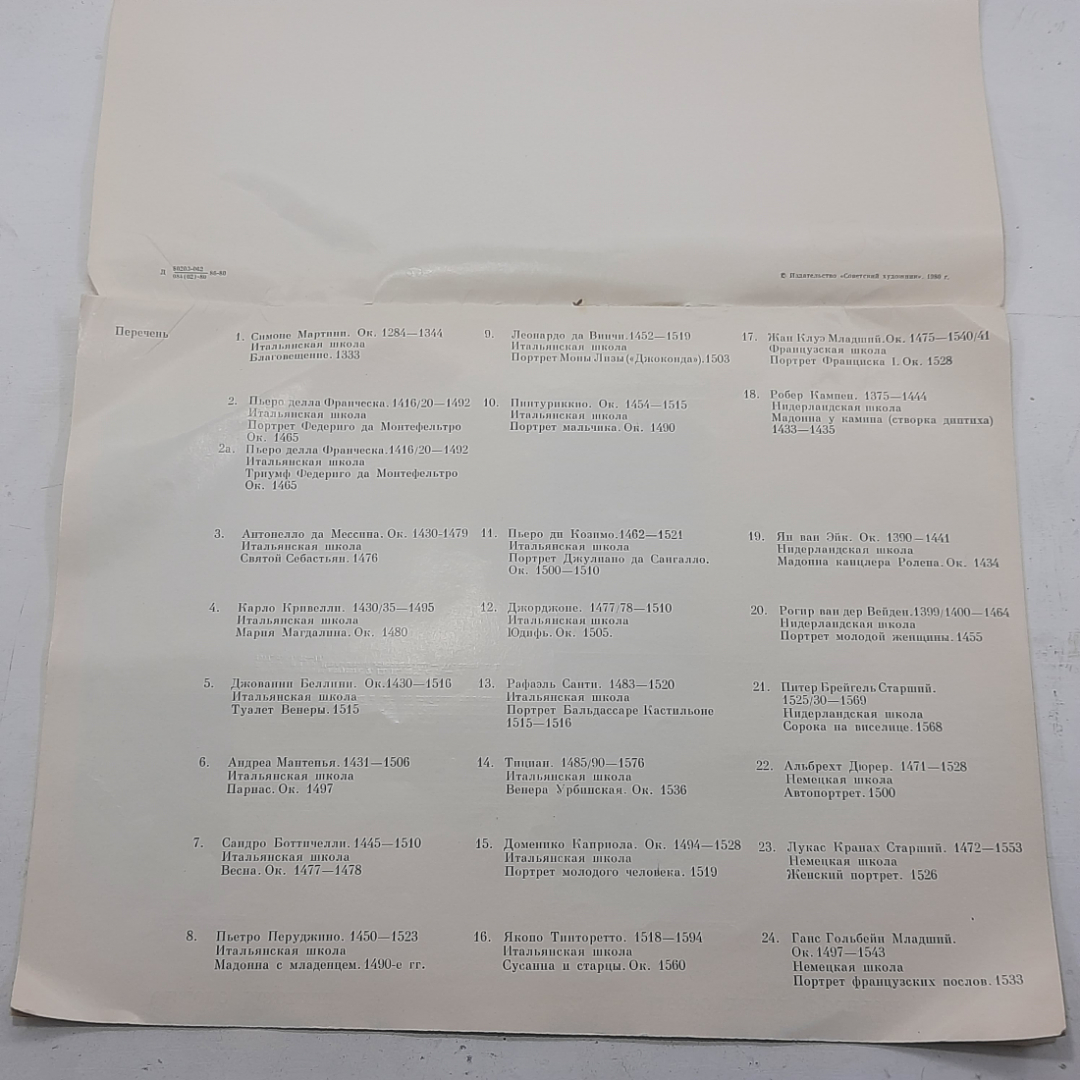 Л 80203-082
084(02)-80 86-80
© Издательство «Советский художник». 1980 г.
Перечень
1. Симоне Мартини. Ок. 1284—1344
Итальянская школа
Благовещение. 1333
2. Пьеро делла Франческа. 1416/20—1492
Итальянская школа
Портрет Федериго да Монтефельтро
Ок. 1465
2а. Пьеро делла Франческа. 1416/20—1492
Итальянская школа
Триумф Федериго да Монтефельтро
Ок. 1465
3. Антонелло да Мессина. Ок. 1430-1479
Итальянская школа
Святой Себастьян. 1476
4. Карло Кривелли. 1430/35—1495
Итальянская школа
Мария Магдалина. Ок. 1480
5. Джованни Беллини. Ок.1430—1516
Итальянская школа
Туалет Венеры. 1515
6. Андреа Мантенья. 1431—1506
Итальянская школа
Парнас. Ок. 1497
7. Сандро Боттичелли. 1445—1510
Итальянская школа
Весна. Ок. 1477—1478
8. Пьетро Перуджино. 1450—1523
Итальянская школа
Мадонна с младенцем. 1490-е гг.
9. Леонардо да Винчи.1452—1519
Итальянская школа
Портрет Моны Лизы («Джоконда»).1503
10. Пинтуриккио. Ок. 1454—1515
Итальянская школа
Портрет мальчика. Ок. 1490
11. Пьеро ди Козимо.1462—1521
Итальянская школа
Портрет Джулиано да Сангалло.
Ок. 1500—1510
12. Джорджоне. 1477/78—1510
Итальянская школа
Юдифь. Ок. 1505.
13. Рафаэль Санти. 1483—1520
Итальянская школа
Портрет Бальдассаре Кастильоне
1515—1516
14. Тициан. 1485/90—1576
Итальянская школа
Венера Урбинская. Ок. 1536
15. Доменико Каприола. Ок. 1494—1528
Итальянская школа
Портрет молодого человека. 1519
16. Якопо Тинторетто. 1518—1594
Итальянская школа
Сусанна и старцы. Ок. 1560
17. Жан Клуэ Младший.Ок. 1475—1540/41
Французская школа
Портрет Франциска I. Ок. 1528
18. Робер Кампен. 1375—1444
Нидерландская школа
Мадонна у камина (створка диптиха)
1433—1435
19. Ян ван Эйк. Ок. 1390—1441
Нидерландская школа
Мадонна канцлера Ролена. Ок. 1434
20. Рогир ван дер Вейден.1399/1400—1464
Нидерландская школа
Портрет молодой женщины. 1455
21. Питер Брейгель Старший.
1525/30—1569
Нидерландская школа
Сорока на виселице. 1568
22. Альбрехт Дюрер. 1471—1528
Немецкая школа
Автопортрет. 1500
23. Лукас Кранах Старший. 1472—1553
Немецкая школа
Женский портрет. 1526
24. Ганс Гольбейн Младший.
Ок. 1497—1543
Немецкая школа
Портрет французских послов. 1533